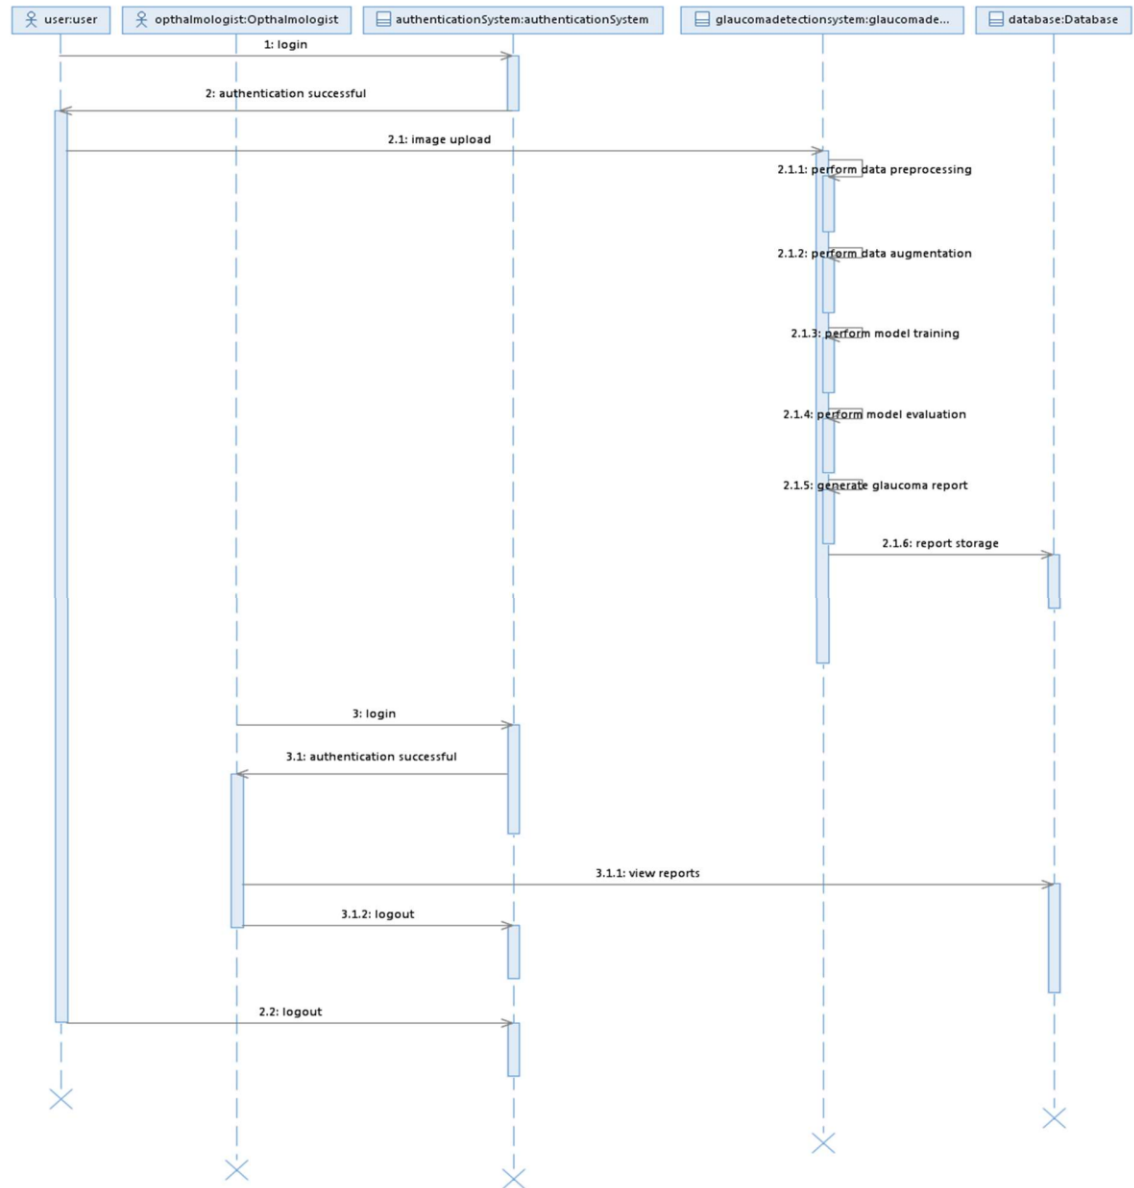 user:user
opthalmologist:Opthalmologist
authenticationSystem:authenticationSystem
glaucomadetectionsystem:glaucomade...
database:Database
1: login
2: authentication successful
2.1: image upload
2.1.1: perform data preprocessing
2.1.2: perform data augmentation
2.1.3: perform model training
2.1.4: perform model evaluation
2.1.5: generate glaucoma report
2.1.6: report storage
3: login
3.1: authentication successful
3.1.1: view reports
3.1.2: logout
2.2: logout